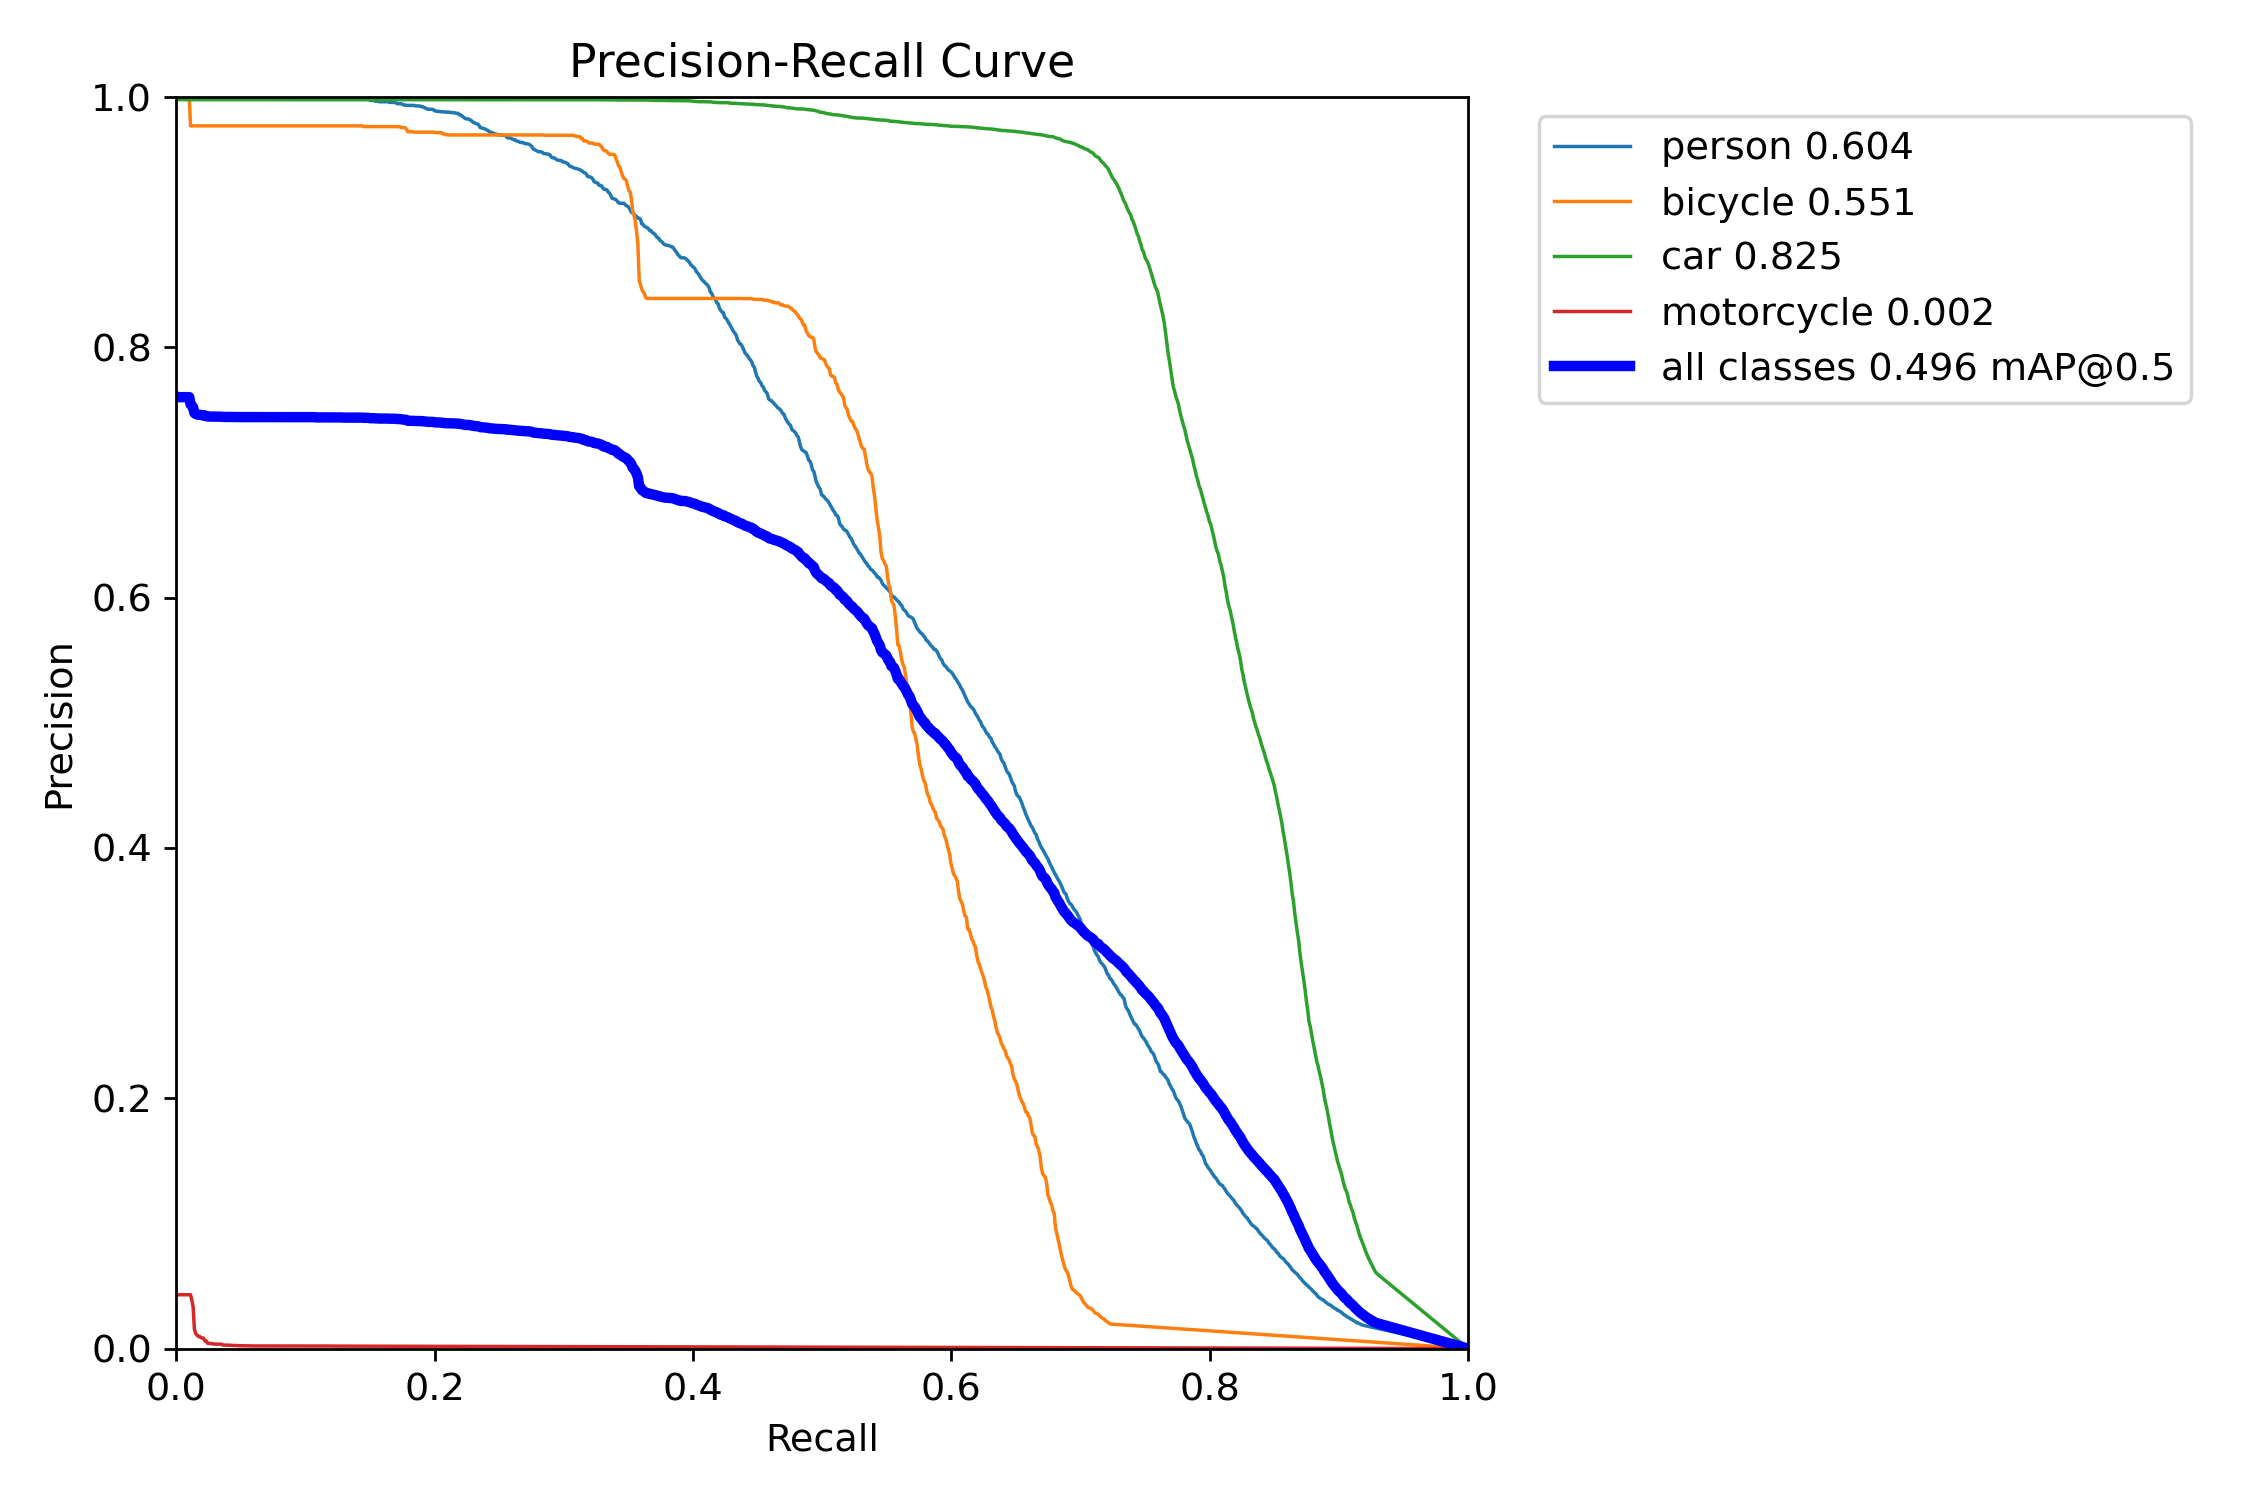 Precision-Recall Curve
1.0
0.8
0.6
0.4
0.2
0.0
Precision
0.0 0.2 0.4 0.6 0.8 1.0
Recall
person 0.604
bicycle 0.551
car 0.825
motorcycle 0.002
all classes 0.496 mAP@0.5